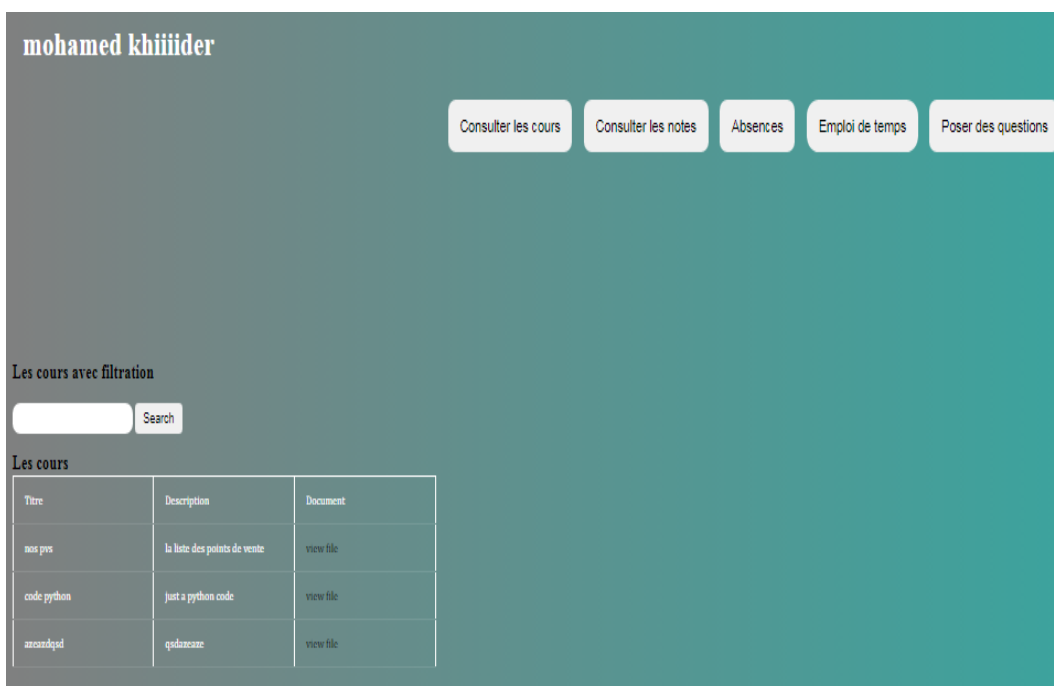 mohamed khiiiider
Consulter les cours Consulter les notes Absences Emploi de temps Poser des questions
Les cours avec filtration
Search
Les cours
Titre Description Document
nos pvs la liste des points de vente view file
code python just a python code view file
azeazdqsd qsdazeaze view file